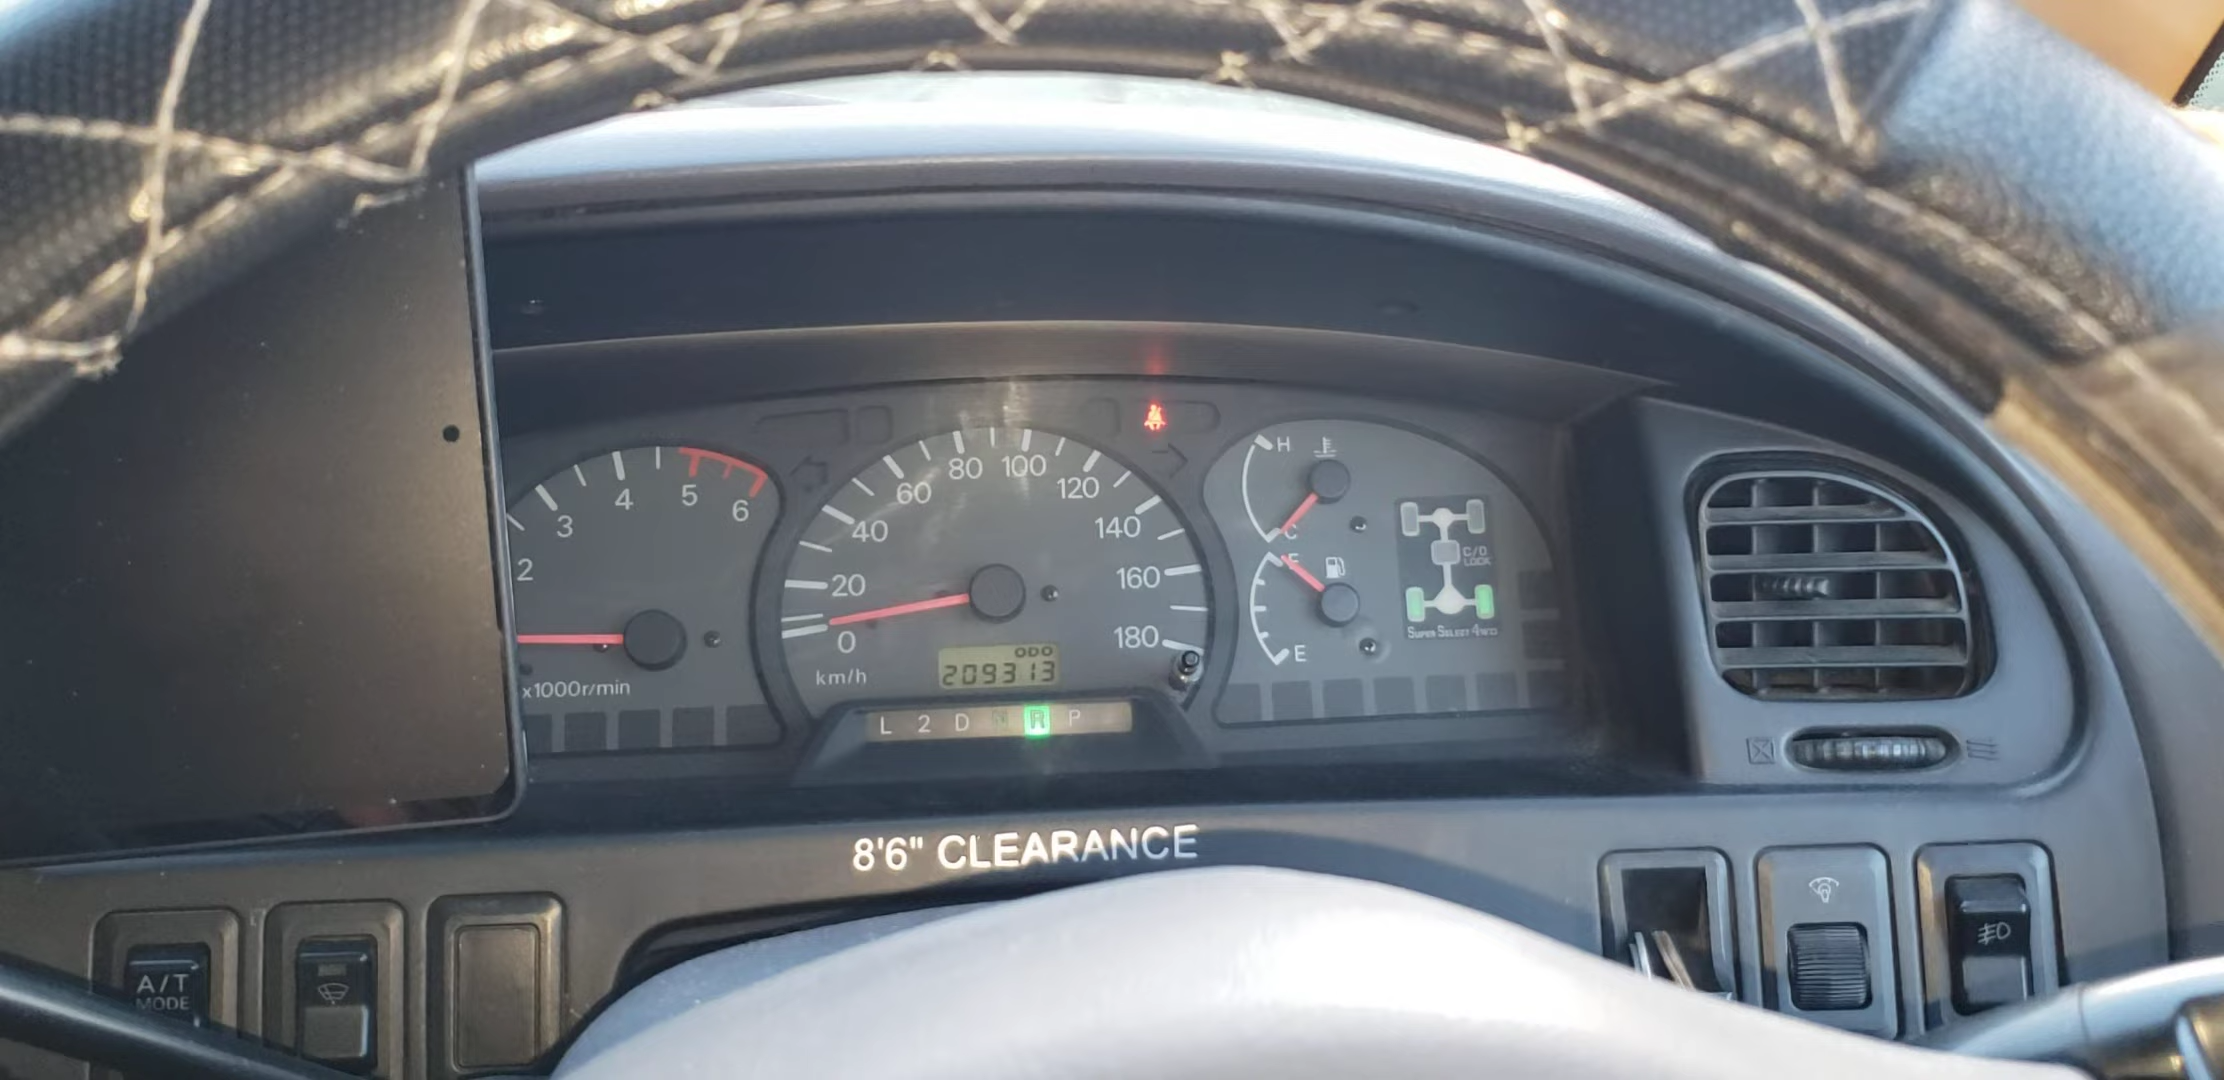 2 3 4 5 6
x1000r/min
0 20 40 60 80 100 120 140 160 180
km/h
ODO
209313
L 2 D N R P
H
C
F
E
C/D
LOCK
SUPER SELECT 4WD
8'6" CLEARANCE
A/T
MODE